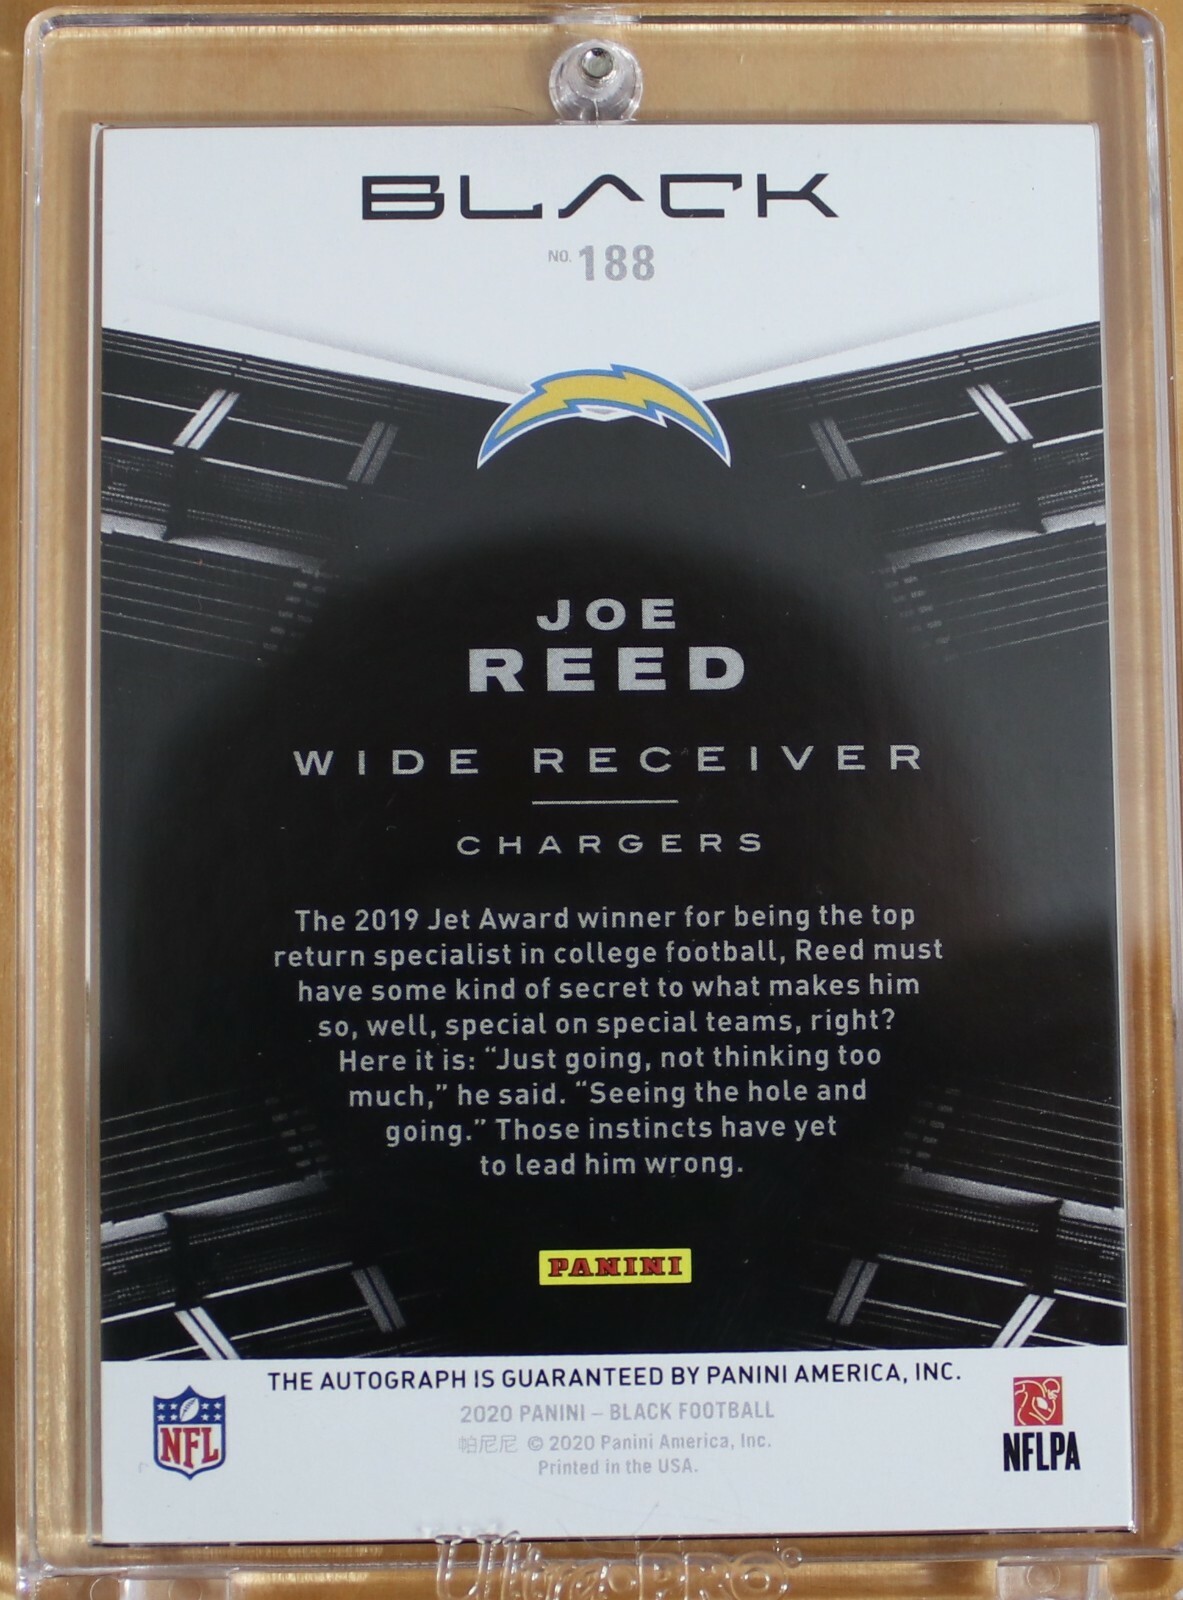 BLACK
NO. 188
JOE
REED
WIDE RECEIVER
CHARGERS
The 2019 Jet Award winner for being the top
return specialist in college football, Reed must
have some kind of secret to what makes him
so, well, special on special teams, right?
Here it is: “Just going, not thinking too
much,” he said. “Seeing the hole and
going.” Those instincts have yet
to lead him wrong.
PANINI
THE AUTOGRAPH IS GUARANTEED BY PANINI AMERICA, INC.
2020 PANINI – BLACK FOOTBALL
帕尼尼 © 2020 Panini America, Inc.
Printed in the USA.
NFL
NFLPA
Ultra·PRO